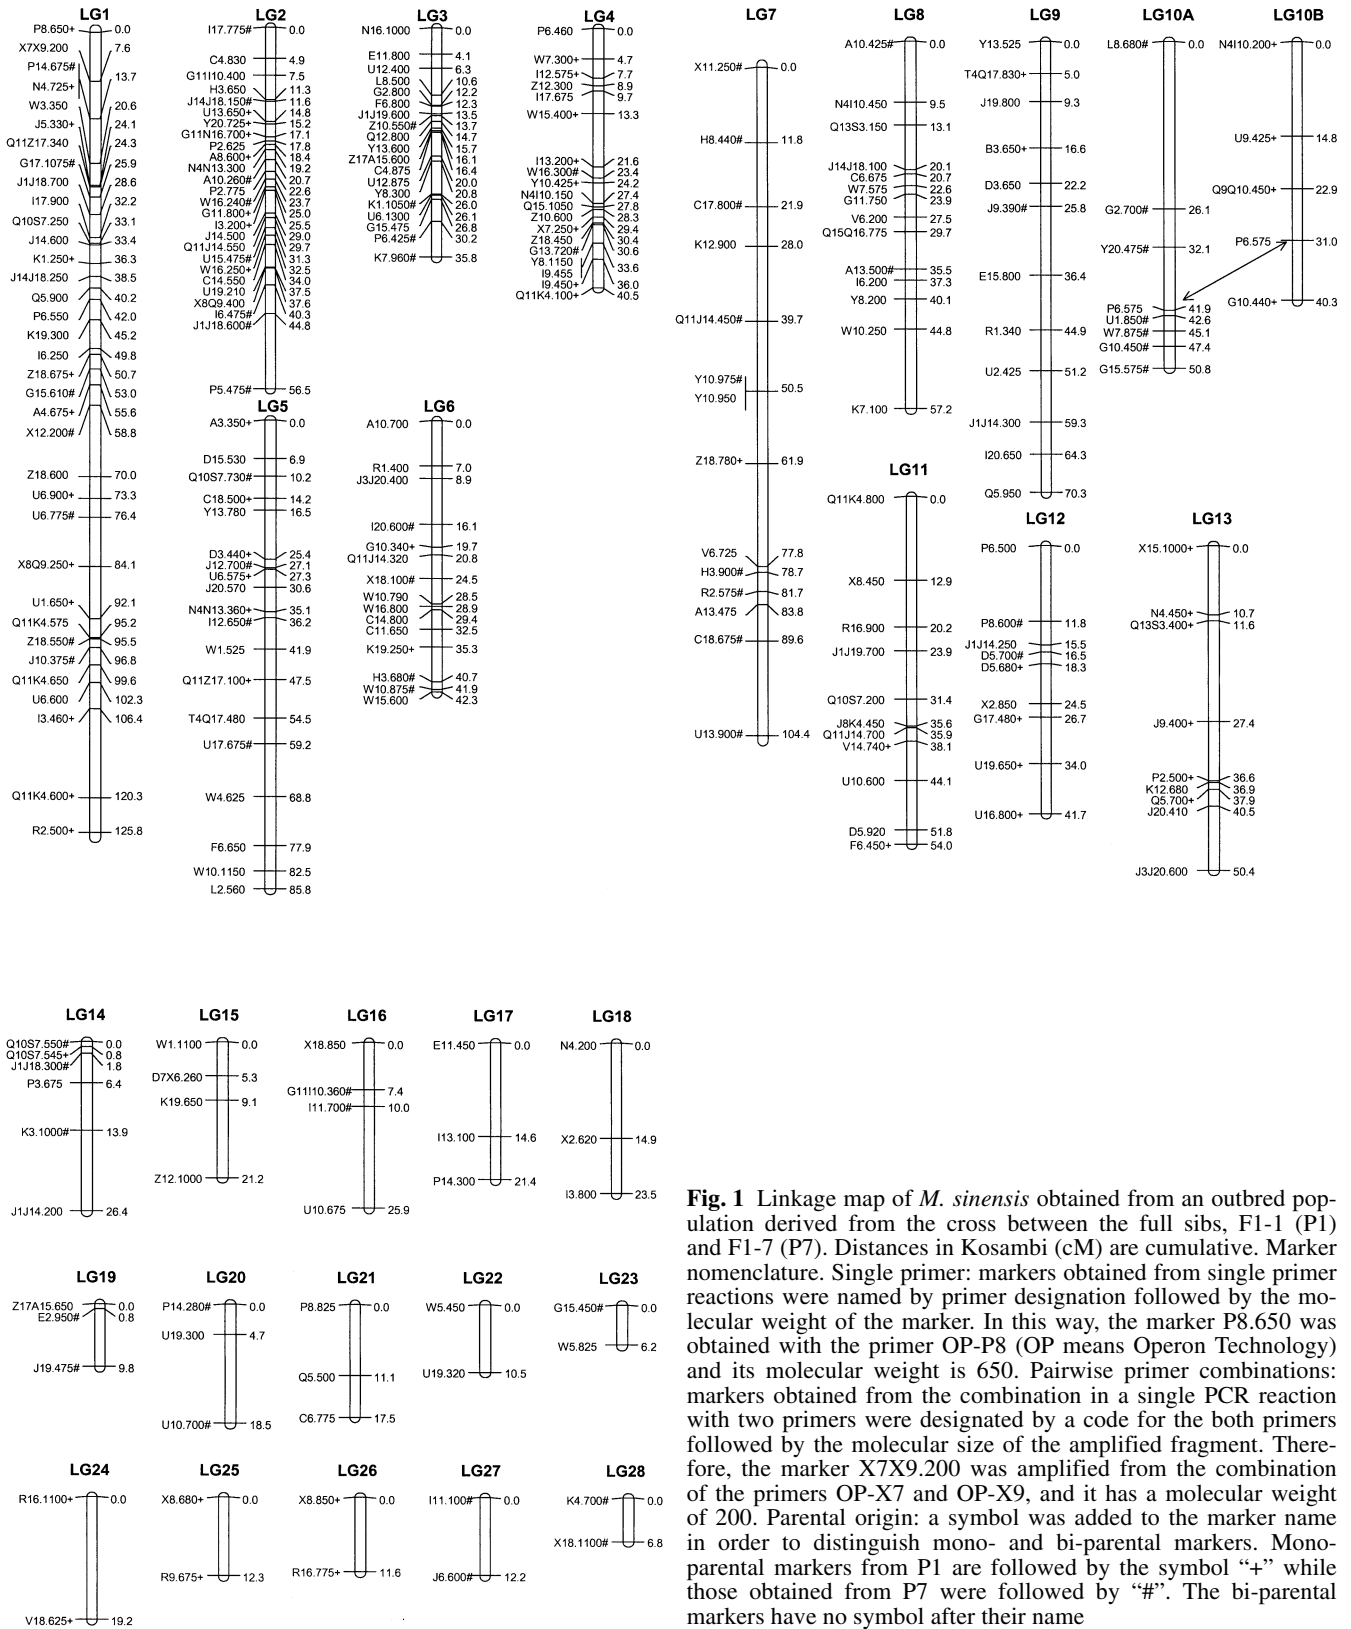 LG1
P8.650+ 0.0
X7X9.200 7.6
P14.675# 13.7
N4.725+
W3.350 20.6
J5.330+ 24.1
Q11Z17.340 24.3
G17.1075# 25.9
J1J18.700 28.6
I17.900 32.2
Q10S7.250 33.1
J14.600 33.4
K1.250+ 36.3
J14J18.250 38.5
Q5.900 40.2
P6.550 42.0
K19.300 45.2
I6.250 49.8
Z18.675+ 50.7
G15.610# 53.0
A4.675+ 55.6
X12.200# 58.8
Z18.600 70.0
U6.900+ 73.3
U6.775# 76.4
X8Q9.250+ 84.1
U1.650+ 92.1
Q11K4.575 95.2
Z18.550# 95.5
J10.375# 96.8
Q11K4.650 99.6
U6.600 102.3
I3.460+ 106.4
Q11K4.600+ 120.3
R2.500+ 125.8
LG2
I17.775# 0.0
C4.830 4.9
G11I10.400 7.5
H3.650 11.3
J14J18.150# 11.6
U13.650+ 14.8
Y20.725+ 15.2
G11N16.700+ 17.1
P2.625 17.8
A8.600+ 18.4
N4N13.300 19.2
A10.260# 20.7
P2.775 22.6
W16.240# 23.7
G11.800+ 25.0
I3.200+ 25.5
J14.500 29.0
Q11J14.550 29.7
U15.475# 31.3
W16.250+ 32.5
C14.550 34.0
U19.210 37.5
X8Q9.400 37.6
I6.475# 40.3
J1J18.600# 44.8
P5.475# 56.5
LG3
N16.1000 0.0
E11.800 4.1
U12.400 6.3
L8.500 10.6
G2.800 12.2
F6.800 12.3
J1J19.600 13.5
Z10.550# 13.7
Q12.800 14.7
Y13.600 15.7
Z17A15.600 16.1
C4.875 16.4
U12.875 20.0
Y8.300 20.8
K1.1050# 26.0
U6.1300 26.1
G15.475 26.8
P6.425# 30.2
K7.960# 35.8
LG4
P6.460 0.0
W7.300+ 4.7
I12.575+ 7.7
Z12.300 8.9
I17.675 9.7
W15.400+ 13.3
I13.200+ 21.6
W16.300# 23.4
Y10.425+ 24.2
N4I10.150 27.4
Q15.1050 27.8
Z10.600 28.3
X7.250+ 29.4
Z18.450 30.4
G13.720# 30.6
Y8.1150
I9.455 33.6
I9.450+ 36.0
Q11K4.100+ 40.5
LG5
A3.350+ 0.0
D15.530 6.9
Q10S7.730# 10.2
C18.500+ 14.2
Y13.780 16.5
D3.440+ 25.4
J12.700# 27.1
U6.575+ 27.3
J20.570 30.6
N4N13.360+ 35.1
I12.650# 36.2
W1.525 41.9
Q11Z17.100+ 47.5
T4Q17.480 54.5
U17.675# 59.2
W4.625 68.8
F6.650 77.9
W10.1150 82.5
L2.560 85.8
LG6
A10.700 0.0
R1.400 7.0
J3J20.400 8.9
I20.600# 16.1
G10.340+ 19.7
Q11J14.320 20.8
X18.100# 24.5
W10.790 28.5
W16.800 28.9
C14.800 29.4
C11.650 32.5
K19.250+ 35.3
H3.680# 40.7
W10.875# 41.9
W15.600 42.3
LG7
X11.250# 0.0
H8.440# 11.8
C17.800# 21.9
K12.900 28.0
Q11J14.450# 39.7
Y10.975# 50.5
Y10.950
Z18.780+ 61.9
V6.725 77.8
H3.900# 78.7
R2.575# 81.7
A13.475 83.8
C18.675# 89.6
U13.900# 104.4
LG8
A10.425# 0.0
N4I10.450 9.5
Q13S3.150 13.1
J14J18.100 20.1
C6.675 20.7
W7.575 22.6
G11.750 23.9
V6.200 27.5
Q15Q16.775 29.7
A13.500# 35.5
I6.200 37.3
Y8.200 40.1
W10.250 44.8
K7.100 57.2
LG9
Y13.525 0.0
T4Q17.830+ 5.0
J19.800 9.3
B3.650+ 16.6
D3.650 22.2
J9.390# 25.8
E15.800 36.4
R1.340 44.9
U2.425 51.2
J1J14.300 59.3
I20.650 64.3
Q5.950 70.3
LG10A
L8.680# 0.0
G2.700# 26.1
Y20.475# 32.1
P6.575 41.9
U1.850# 42.6
W7.875# 45.1
G10.450# 47.4
G15.575# 50.8
LG10B
N4I10.200+ 0.0
U9.425+ 14.8
Q9Q10.450+ 22.9
P6.575 31.0
G10.440+ 40.3
LG11
Q11K4.800 0.0
X8.450 12.9
R16.900 20.2
J1J19.700 23.9
Q10S7.200 31.4
J8K4.450 35.6
Q11J14.700 35.9
V14.740+ 38.1
U10.600 44.1
D5.920 51.8
F6.450+ 54.0
LG12
P6.500 0.0
P8.600# 11.8
J1J14.250 15.5
D5.700# 16.5
D5.680+ 18.3
X2.850 24.5
G17.480+ 26.7
U19.650+ 34.0
U16.800+ 41.7
LG13
X15.1000+ 0.0
N4.450+ 10.7
Q13S3.400+ 11.6
J9.400+ 27.4
P2.500+ 36.6
K12.680 36.9
Q5.700+ 37.9
J20.410 40.5
J3J20.600 50.4
LG14
Q10S7.550# 0.0
Q10S7.545+ 0.8
J1J18.300# 1.8
P3.675 6.4
K3.1000# 13.9
J1J14.200 26.4
LG15
W1.1100 0.0
D7X6.260 5.3
K19.650 9.1
Z12.1000 21.2
LG16
X18.850 0.0
G11I10.360# 7.4
I11.700# 10.0
U10.675 25.9
LG17
E11.450 0.0
I13.100 14.6
P14.300 21.4
LG18
N4.200 0.0
X2.620 14.9
I3.800 23.5
LG19
Z17A15.650 0.0
E2.950# 0.8
J19.475# 9.8
LG20
P14.280# 0.0
U19.300 4.7
U10.700# 18.5
LG21
P8.825 0.0
Q5.500 11.1
C6.775 17.5
LG22
W5.450 0.0
U19.320 10.5
LG23
G15.450# 0.0
W5.825 6.2
LG24
R16.1100+ 0.0
V18.625+ 19.2
LG25
X8.680+ 0.0
R9.675+ 12.3
LG26
X8.850+ 0.0
R16.775+ 11.6
LG27
I11.100# 0.0
J6.600# 12.2
LG28
K4.700# 0.0
X18.1100# 6.8
Fig. 1 Linkage map of M. sinensis obtained from an outbred pop-
ulation derived from the cross between the full sibs, F1-1 (P1)
and F1-7 (P7). Distances in Kosambi (cM) are cumulative. Marker
nomenclature. Single primer: markers obtained from single primer
reactions were named by primer designation followed by the mo-
lecular weight of the marker. In this way, the marker P8.650 was
obtained with the primer OP-P8 (OP means Operon Technology)
and its molecular weight is 650. Pairwise primer combinations:
markers obtained from the combination in a single PCR reaction
with two primers were designated by a code for the both primers
followed by the molecular size of the amplified fragment. There-
fore, the marker X7X9.200 was amplified from the combination
of the primers OP-X7 and OP-X9, and it has a molecular weight
of 200. Parental origin: a symbol was added to the marker name
in order to distinguish mono- and bi-parental markers. Mono-
parental markers from P1 are followed by the symbol “+” while
those obtained from P7 were followed by “#”. The bi-parental
markers have no symbol after their name